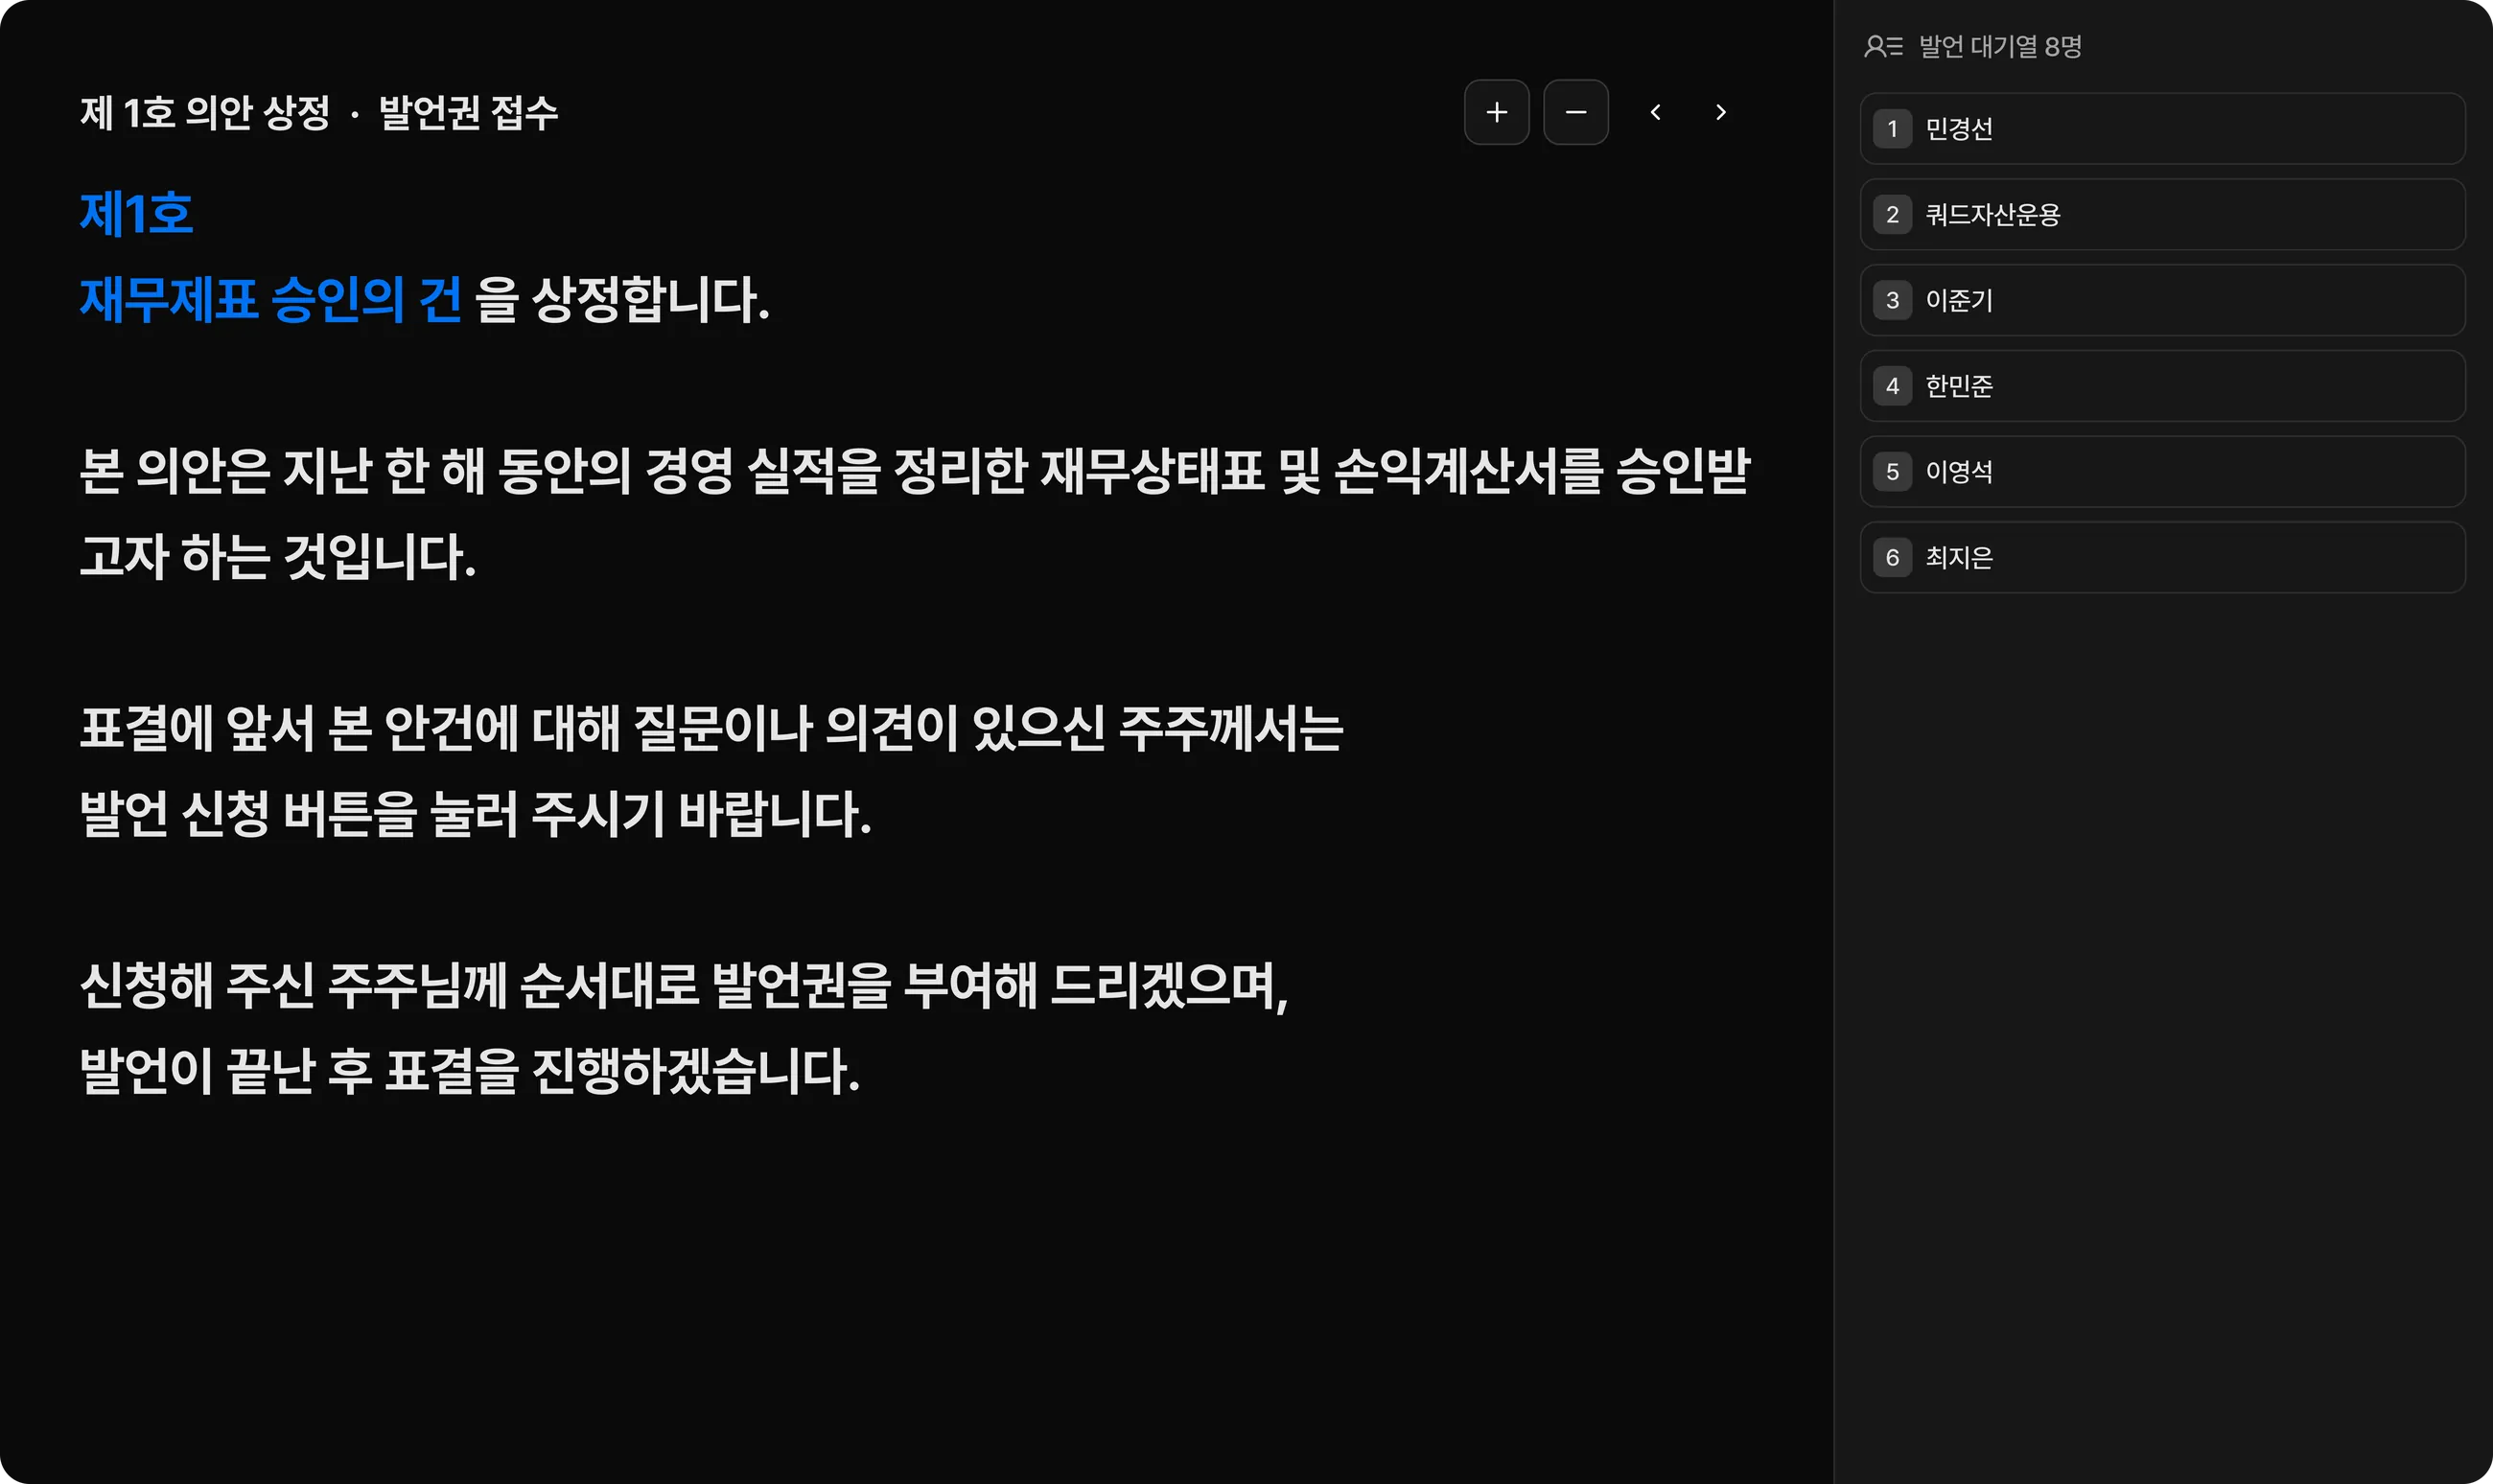 제 1호 의안 상정 · 발언권 접수
제1호
재무제표 승인의 건 을 상정합니다.
본 의안은 지난 한 해 동안의 경영 실적을 정리한 재무상태표 및 손익계산서를 승인받
고자 하는 것입니다.
표결에 앞서 본 안건에 대해 질문이나 의견이 있으신 주주께서는
발언 신청 버튼을 눌러 주시기 바랍니다.
신청해 주신 주주님께 순서대로 발언권을 부여해 드리겠으며,
발언이 끝난 후 표결을 진행하겠습니다.
발언 대기열 8명
1 민경선
2 쿼드자산운용
3 이준기
4 한민준
5 이영석
6 최지은